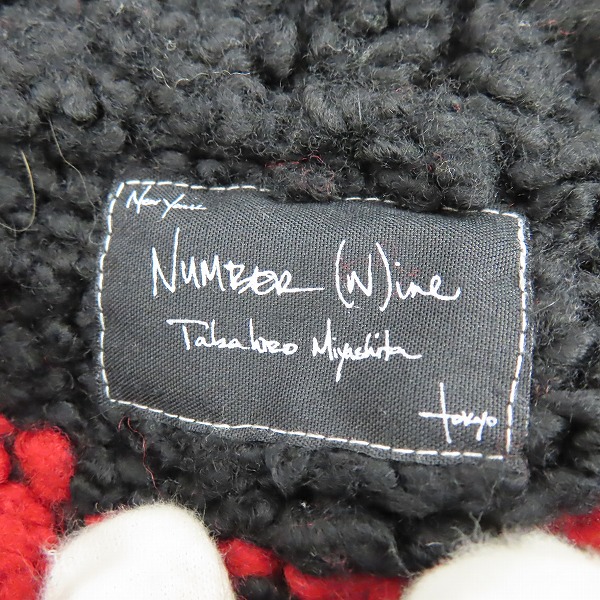 New York
NUMBER (N)ine
Takahiro Miyashita
tokyo